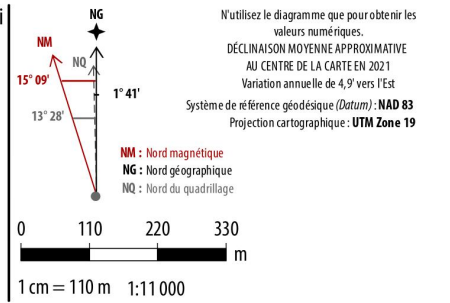 i
NG
NM
NQ
15° 09'
1° 41'
13° 28'
N'utilisez le diagramme que pour obtenir les
valeurs numériques.
DÉCLINAISON MOYENNE APPROXIMATIVE
AU CENTRE DE LA CARTE EN 2021
Variation annuelle de 4,9' vers l'Est
Système de référence géodésique (Datum) : NAD 83
Projection cartographique : UTM Zone 19
NM : Nord magnétique
NG : Nord géographique
NQ : Nord du quadrillage
0 110 220 330
m
1 cm = 110 m 1:11 000